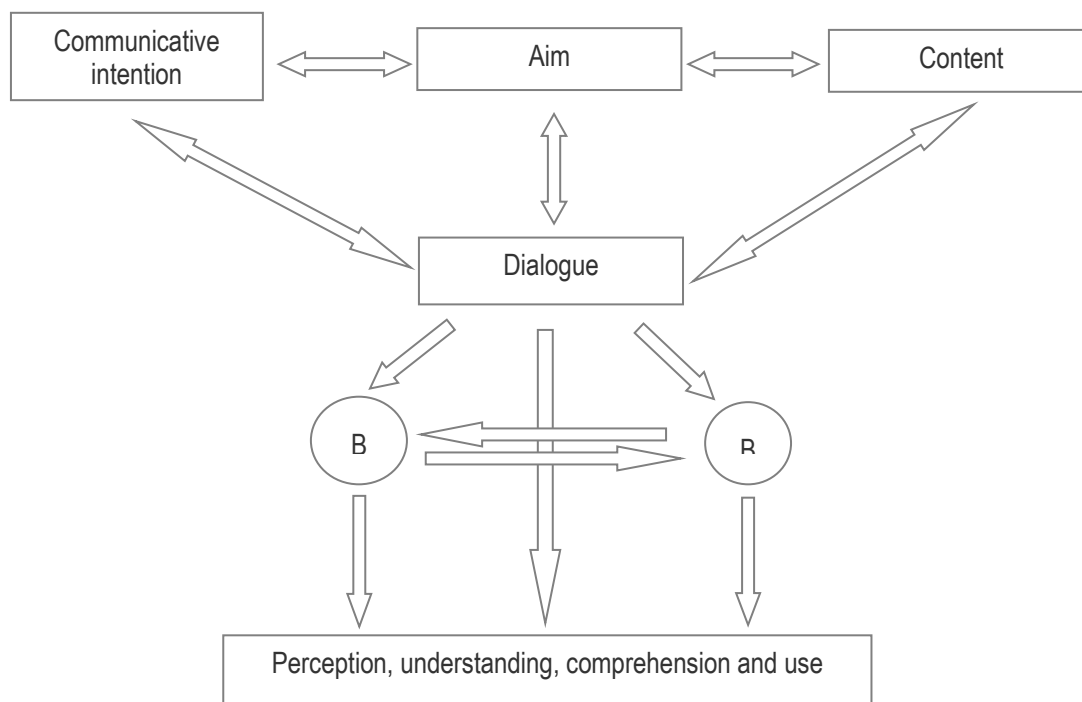 Communicative
intention
Aim
Content
Dialogue
B
Perception, understanding, comprehension and use